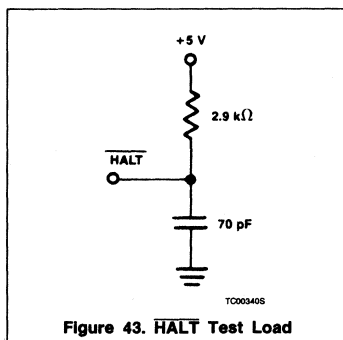 +5 V
2.9 kΩ
HALT
70 pF
TC00340S
Figure 43. HALT Test Load